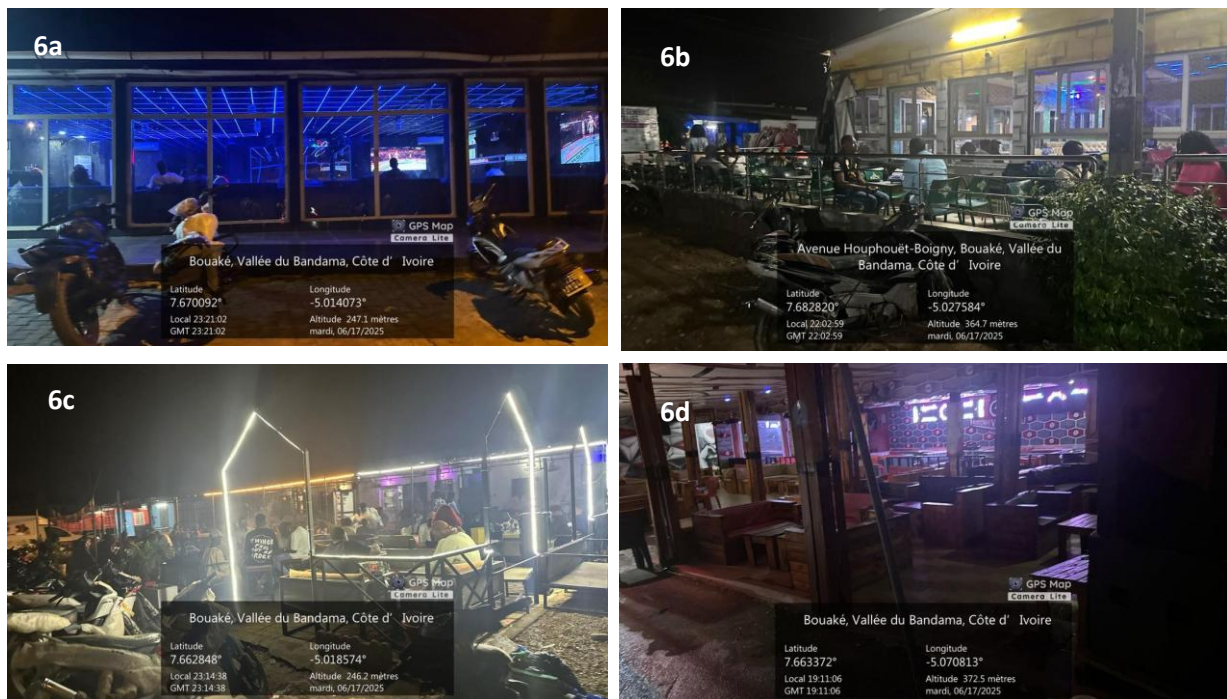 6a
GPS Map
Camera Lite
Bouaké, Vallée du Bandama, Côte d' Ivoire
Latitude
7.670092°
Longitude
-5.014073°
Local 23:21:02
GMT 23:21:02
Altitude 247.1 mètres
mardi, 06/17/2025
6b
GPS Map
Camera Lite
Avenue Houphouët-Boigny, Bouaké, Vallée du
Bandama, Côte d' Ivoire
Latitude
7.682820°
Longitude
-5.027584°
Local 22:02:59
GMT 22:02:59
Altitude 364.7 mètres
mardi, 06/17/2025
6c
GPS Map
Camera Lite
Bouaké, Vallée du Bandama, Côte d' Ivoire
Latitude
7.662848°
Longitude
-5.018574°
Local 23:14:38
GMT 23:14:38
Altitude 246.2 mètres
mardi, 06/17/2025
6d
GPS Map
Camera Lite
Bouaké, Vallée du Bandama, Côte d' Ivoire
Latitude
7.663372°
Longitude
-5.070813°
Local 19:11:06
GMT 19:11:06
Altitude 372.5 mètres
mardi, 06/17/2025